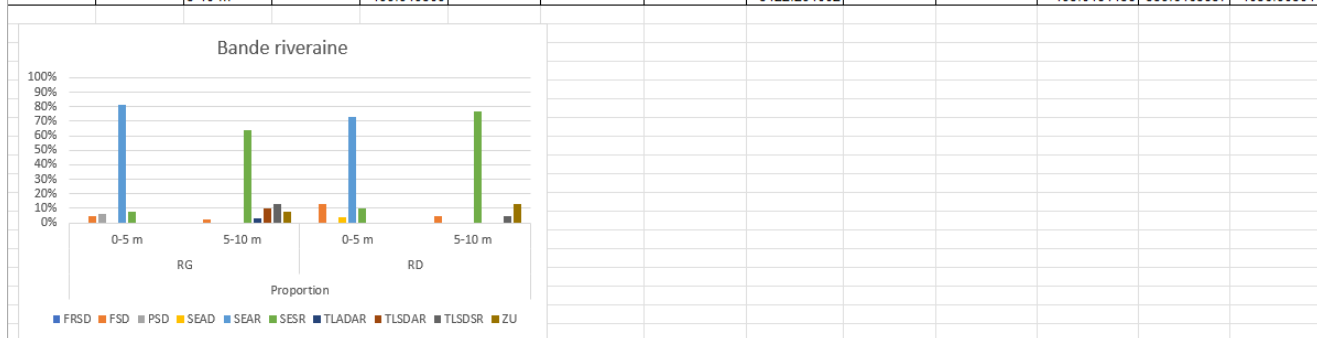 Bande riveraine
100%
90%
80%
70%
60%
50%
40%
30%
20%
10%
0%
0-5 m 5-10 m 0-5 m 5-10 m
RG RD
Proportion
FRSD FSD PSD SEAD SEAR SESR TLADAR TLSDAR TLSDSR ZU